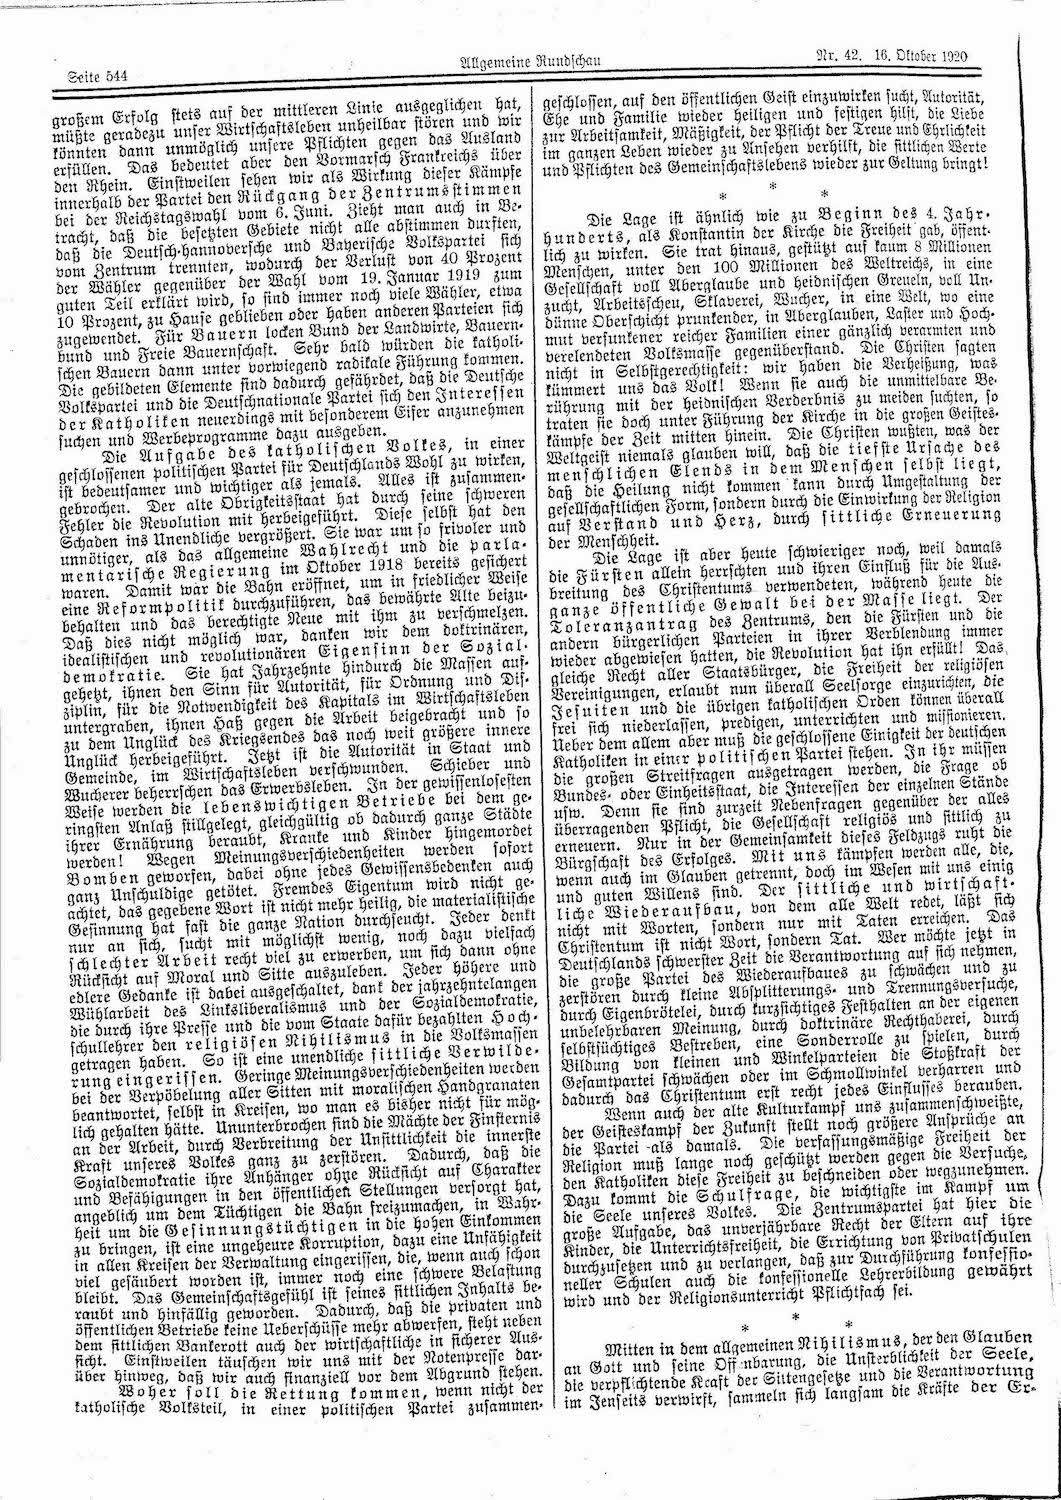 Seite 544
Allgemeine Rundschau
Nr. 42. 16. Oktober 1920
großem Erfolg stets auf der mittleren Linie ausgeglichen hat,
müßte geradezu unser Wirtschaftsleben unheilbar stören und wir
könnten dann unmöglich unsere Pflichten gegen das Ausland
erfüllen. Das bedeutet aber den Vormarsch Frankreichs über
den Rhein. Einstweilen sehen wir als Wirkung dieser Kämpfe
innerhalb der Partei den Rückgang der Zentrumsstimmen
bei der Reichstagswahl vom 6. Juni. Zieht man auch in Be-
tracht, daß die besetzten Gebiete nicht alle abstimmen durften,
daß die Deutsch-hannoversche und Bayerische Volkspartei sich
vom Zentrum trennten, wodurch der Verlust von 40 Prozent
der Wähler gegenüber der Wahl vom 19. Januar 1919 zum
guten Teil erklärt wird, so sind immer noch viele Wähler, etwa
10 Prozent, zu Hause geblieben oder haben anderen Parteien sich
zugewendet. Für Bauern locken Bund der Landwirte, Bauern-
bund und Freie Bauernschaft. Sehr bald würden die katholi-
schen Bauern dann unter vorwiegend radikale Führung kommen.
Die gebildeten Elemente sind dadurch gefährdet, daß die Deutsche
Volkspartei und die Deutschnationale Partei sich den Interessen
der Katholiken neuerdings mit besonderem Eifer anzunehmen
suchen und Werbeprogramme dazu ausgeben.
Die Aufgabe des katholischen Volkes, in einer
geschlossenen politischen Partei für Deutschlands Wohl zu wirken,
ist bedeutsamer und wichtiger als jemals. Alles ist zusammen-
gebrochen. Der alte Obrigkeitsstaat hat durch seine schweren
Fehler die Revolution mit herbeigeführt. Diese selbst hat den
Schaden ins Unendliche vergrößert. Sie war um so frivoler und
unnötiger, als das allgemeine Wahlrecht und die parla-
mentarische Regierung im Oktober 1918 bereits gesichert
waren. Damit war die Bahn eröffnet, um in friedlicher Weise
eine Reformpolitik durchzuführen, das bewährte Alte beizu-
behalten und das berechtigte Neue mit ihm zu verschmelzen.
Daß dies nicht möglich war, danken wir dem doktrinären,
idealistischen und revolutionären Eigensinn der Sozial-
demokratie. Sie hat Jahrzehnte hindurch die Massen auf-
gehetzt, ihnen den Sinn für Autorität, für Ordnung und Dis-
ziplin, für die Notwendigkeit des Kapitals im Wirtschaftsleben
untergraben, ihnen Haß gegen die Arbeit beigebracht und so
zu dem Unglück des Kriegsendes das noch weit größere innere
Unglück herbeigeführt. Jetzt ist die Autorität in Staat und
Gemeinde, im Wirtschaftsleben verschwunden. Schieber und
Wucherer beherrschen das Erwerbsleben. In der gewissenlosesten
Weise werden die lebenswichtigen Betriebe bei dem ge-
ringsten Anlaß stillgelegt, gleichgültig ob dadurch ganze Städte
ihrer Ernährung beraubt, Kranke und Kinder hingemordet
werden! Wegen Meinungsverschiedenheiten werden sofort
Bomben geworfen, dabei ohne jedes Gewissensbedenken auch
ganz Unschuldige getötet. Fremdes Eigentum wird nicht ge-
achtet, das gegebene Wort ist nicht mehr heilig, die materialistische
Gesinnung hat fast die ganze Nation durchseucht. Jeder denkt
nur an sich, sucht mit möglichst wenig, noch dazu vielfach
schlechter Arbeit recht viel zu erwerben, um sich dann ohne
Rücksicht auf Moral und Sitte auszuleben. Jeder höhere und
edlere Gedanke ist dabei ausgeschaltet, dank der jahrzehntelangen
Wühlarbeit des Linksliberalismus und der Sozialdemokratie,
die durch ihre Presse und die vom Staate dafür bezahlten Hoch-
schullehrer den religiösen Nihilismus in die Volksmassen
getragen haben. So ist eine unendliche sittliche Verwilde-
rung eingerissen. Geringe Meinungsverschiedenheiten werden
bei der Verpöbelung aller Sitten mit moralischen Handgranaten
beantwortet, selbst in Kreisen, wo man es bisher nicht für mög-
lich gehalten hätte. Ununterbrochen sind die Mächte der Finsternis
an der Arbeit, durch Verbreitung der Unsittlichkeit die innerste
Kraft unseres Volkes ganz zu zerstören. Dadurch, daß die
Sozialdemokratie ihre Anhänger ohne Rücksicht auf Charakter
und Befähigungen in den öffentlichen Stellungen versorgt hat,
angeblich um dem Tüchtigen die Bahn freizumachen, in Wahr-
heit um die Gesinnungstüchtigen in die hohen Einkommen
zu bringen, ist eine ungeheure Korruption, dazu eine Unfähigkeit
in allen Kreisen der Verwaltung eingerissen, die, wenn auch schon
viel gesäubert worden ist, immer noch eine schwere Belastung
bleibt. Das Gemeinschaftsgefühl ist seines sittlichen Inhalts be-
raubt und hinfällig geworden. Dadurch, daß die privaten und
öffentlichen Betriebe keine Ueberschüsse mehr abwerfen, steht neben
dem sittlichen Bankerott auch der wirtschaftliche in sicherer Aus-
sicht. Einstweilen täuschen wir uns mit der Notenpresse dar-
über hinweg, daß wir auch finanziell vor dem Abgrund stehen.
Woher soll die Rettung kommen, wenn nicht der
katholische Volksteil, in einer politischen Partei zusammen-
geschlossen, auf den öffentlichen Geist einzuwirken sucht, Autorität,
Ehe und Familie wieder heiligen und festigen hilft, die Liebe
zur Arbeitsamkeit, Mäßigkeit, der Pflicht der Treue und Ehrlichkeit
im ganzen Leben wieder zu Ansehen verhilft, die sittlichen Werte
und Pflichten des Gemeinschaftslebens wieder zur Geltung bringt!
* * *
Die Lage ist ähnlich wie zu Beginn des 4. Jahr-
hunderts, als Konstantin der Kirche die Freiheit gab, öffent-
lich zu wirken. Sie trat hinaus, gestützt auf kaum 8 Millionen
Menschen, unter den 100 Millionen des Weltreichs, in eine
Gesellschaft voll Aberglaube und heidnischen Greueln, voll Un-
zucht, Arbeitsscheu, Sklaverei, Wucher, in eine Welt, wo eine
dünne Oberschicht prunkender, in Aberglauben, Laster und Hoch-
mut versunkener reicher Familien einer gänzlich verarmten und
verelendeten Volksmasse gegenüberstand. Die Christen sagten
nicht in Selbstgerechtigkeit: wir haben die Verheißung, was
kümmert uns das Volk! Wenn sie auch die unmittelbare Be-
rührung mit der heidnischen Verderbnis zu meiden suchten, so
traten sie doch unter Führung der Kirche in die großen Geistes-
kämpfe der Zeit mitten hinein. Die Christen wußten, was der
Weltgeist niemals glauben will, daß die tiefste Ursache des
menschlichen Elends in dem Menschen selbst liegt,
daß die Heilung nicht kommen kann durch Umgestaltung der
gesellschaftlichen Form, sondern durch die Einwirkung der Religion
auf Verstand und Herz, durch sittliche Erneuerung
der Menschheit.
Die Lage ist aber heute schwieriger noch, weil damals
die Fürsten allein herrschten und ihren Einfluß für die Aus-
breitung des Christentums verwendeten, während heute die
ganze öffentliche Gewalt bei der Masse liegt. Der
Toleranzantrag des Zentrums, den die Fürsten und die
andern bürgerlichen Parteien in ihrer Verblendung immer
wieder abgewiesen hatten, die Revolution hat ihn erfüllt! Das
gleiche Recht aller Staatsbürger, die Freiheit der religiösen
Vereinigungen, erlaubt nun überall Seelsorge einzurichten, die
Jesuiten und die übrigen katholischen Orden können überall
frei sich niederlassen, predigen, unterrichten und missionieren.
Ueber dem allem aber muß die geschlossene Einigkeit der deutschen
Katholiken in einer politischen Partei stehen. In ihr müssen
die großen Streitfragen ausgetragen werden, die Frage ob
Bundes- oder Einheitsstaat, die Interessen der einzelnen Stände
usw. Denn sie sind zurzeit Nebenfragen gegenüber der alles
überragenden Pflicht, die Gesellschaft religiös und sittlich zu
erneuern. Nur in der Gemeinsamkeit dieses Feldzugs ruht die
Bürgschaft des Erfolges. Mit uns kämpfen werden alle, die,
wenn auch im Glauben getrennt, doch im Wesen mit uns einig
und guten Willens sind. Der sittliche und wirtschaft-
liche Wiederaufbau, von dem alle Welt redet, läßt sich
nicht mit Worten, sondern nur mit Taten erreichen. Das
Christentum ist nicht Wort, sondern Tat. Wer möchte jetzt in
Deutschlands schwerster Zeit die Verantwortung auf sich nehmen,
die große Partei des Wiederaufbaues zu schwächen und zu
zerstören durch kleine Absplitterungs- und Trennungsversuche,
durch Eigenbrötelei, durch kurzsichtiges Festhalten an der eigenen
unbelehrbaren Meinung, durch doktrinäre Rechthaberei, durch
selbstsüchtiges Bestreben, eine Sonderrolle zu spielen, durch
Bildung von kleinen und Winkelparteien die Stoßkraft der
Gesamtpartei schwächen oder im Schmollwinkel verharren und
dadurch das Christentum erst recht jedes Einflusses berauben.
Wenn auch der alte Kulturkampf uns zusammenschweißte,
der Geisteskampf der Zukunft stellt noch größere Ansprüche an
die Partei als damals. Die verfassungsmäßige Freiheit der
Religion muß lange noch geschützt werden gegen die Versuche,
den Katholiken diese Freiheit zu beschneiden oder wegzunehmen.
Dazu kommt die Schulfrage, die wichtigste im Kampf um
die Seele unseres Volkes. Die Zentrumspartei hat hier die
große Aufgabe, das unverjährbare Recht der Eltern auf ihre
Kinder, die Unterrichtsfreiheit, die Errichtung von Privatschulen
durchzusetzen und zu verlangen, daß zur Durchführung konfessio-
neller Schulen auch die konfessionelle Lehrerbildung gewährt
wird und der Religionsunterricht Pflichtfach sei.
* * *
Mitten in dem allgemeinen Nihilismus, der den Glauben
an Gott und seine Offenbarung, die Unsterblichkeit der Seele,
die verpflichtende Kraft der Sittengesetze und die Verantwortung
im Jenseits verwirft, sammeln sich langsam die Kräfte der Er-